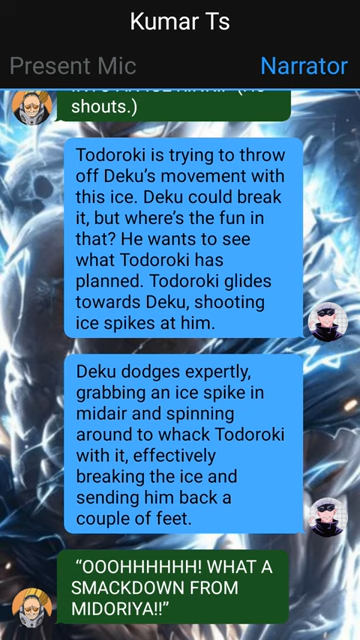 Kumar Ts
Present Mic
Narrator
shouts.)
Todoroki is trying to throw
off Deku’s movement with
this ice. Deku could break
it, but where’s the fun in
that? He wants to see
what Todoroki has
planned. Todoroki glides
towards Deku, shooting
ice spikes at him.
Deku dodges expertly,
grabbing an ice spike in
midair and spinning
around to whack Todoroki
with it, effectively
breaking the ice and
sending him back a
couple of feet.
“OOOHHHHHH! WHAT A
SMACKDOWN FROM
MIDORIYA!!”